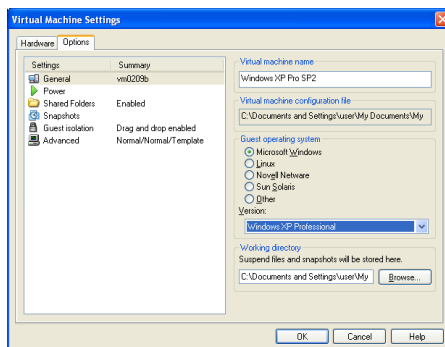 Virtual Machine Settings
Hardware Options
Settings Summary
General vm0209b
Power
Shared Folders Enabled
Snapshots
Guest isolation Drag and drop enabled
Advanced Normal/Normal/Template
Virtual machine name
Windows XP Pro SP2
Virtual machine configuration file
C:\Documents and Settings\user\My Documents\My
Guest operating system
Microsoft Windows
Linux
Novell Netware
Sun Solaris
Other
Version:
Windows XP Professional
Working directory
Suspend files and snapshots will be stored here.
C:\Documents and Settings\user\My Browse...
OK Cancel Help